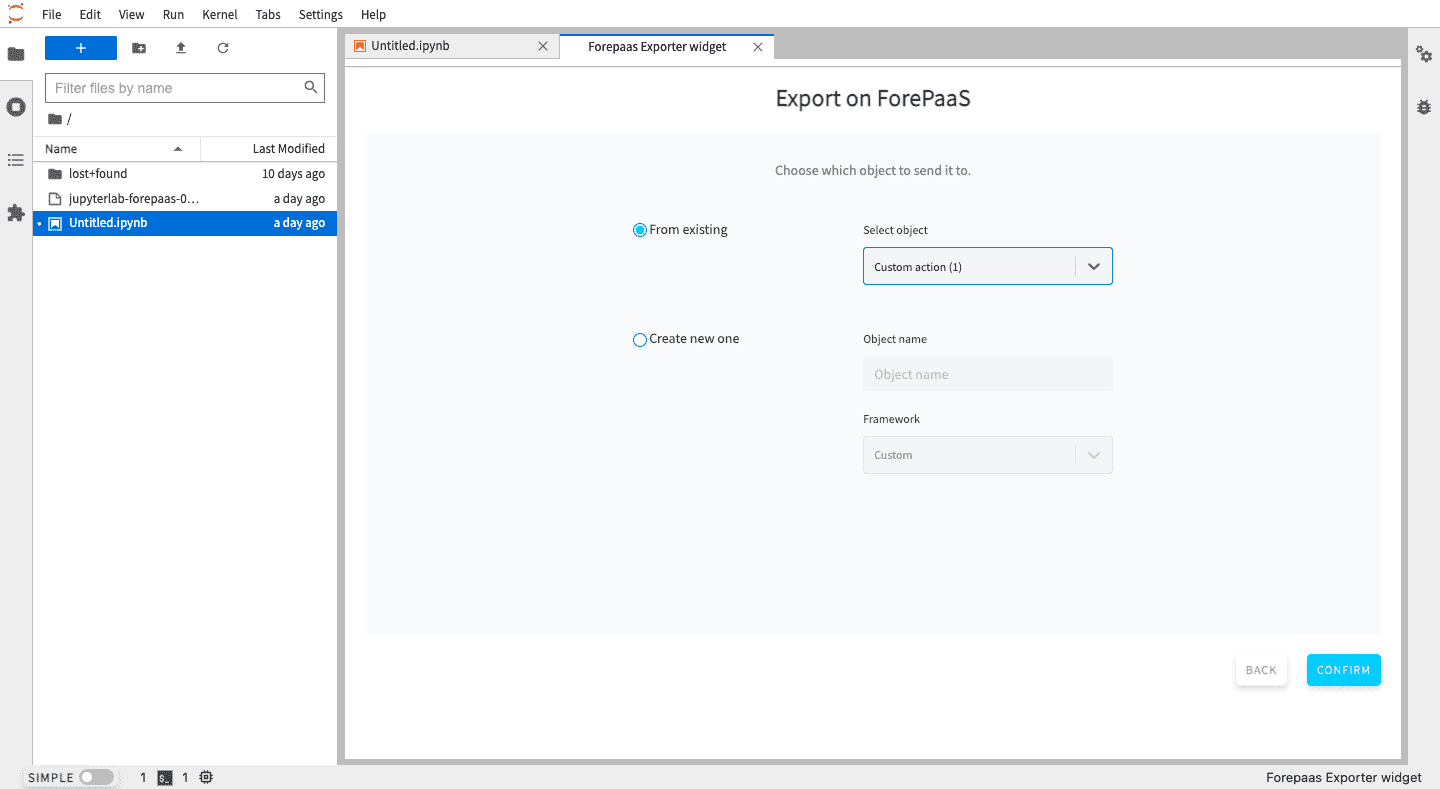 File Edit View Run Kernel Tabs Settings Help
Untitled.ipynb
Forepaas Exporter widget
Filter files by name
/
Name Last Modified
lost+found 10 days ago
jupyterlab-forepaas-0… a day ago
Untitled.ipynb a day ago
Export on ForePaaS
Choose which object to send it to.
From existing
Select object
Custom action (1)
Create new one
Object name
Object name
Framework
Custom
BACK CONFIRM
SIMPLE 1 $_ 1 Forepaas Exporter widget